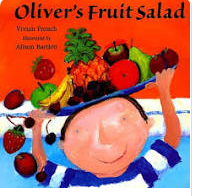 Oliver's Fruit Salad
Vivian French
Illustrated by
Alison Bartlett